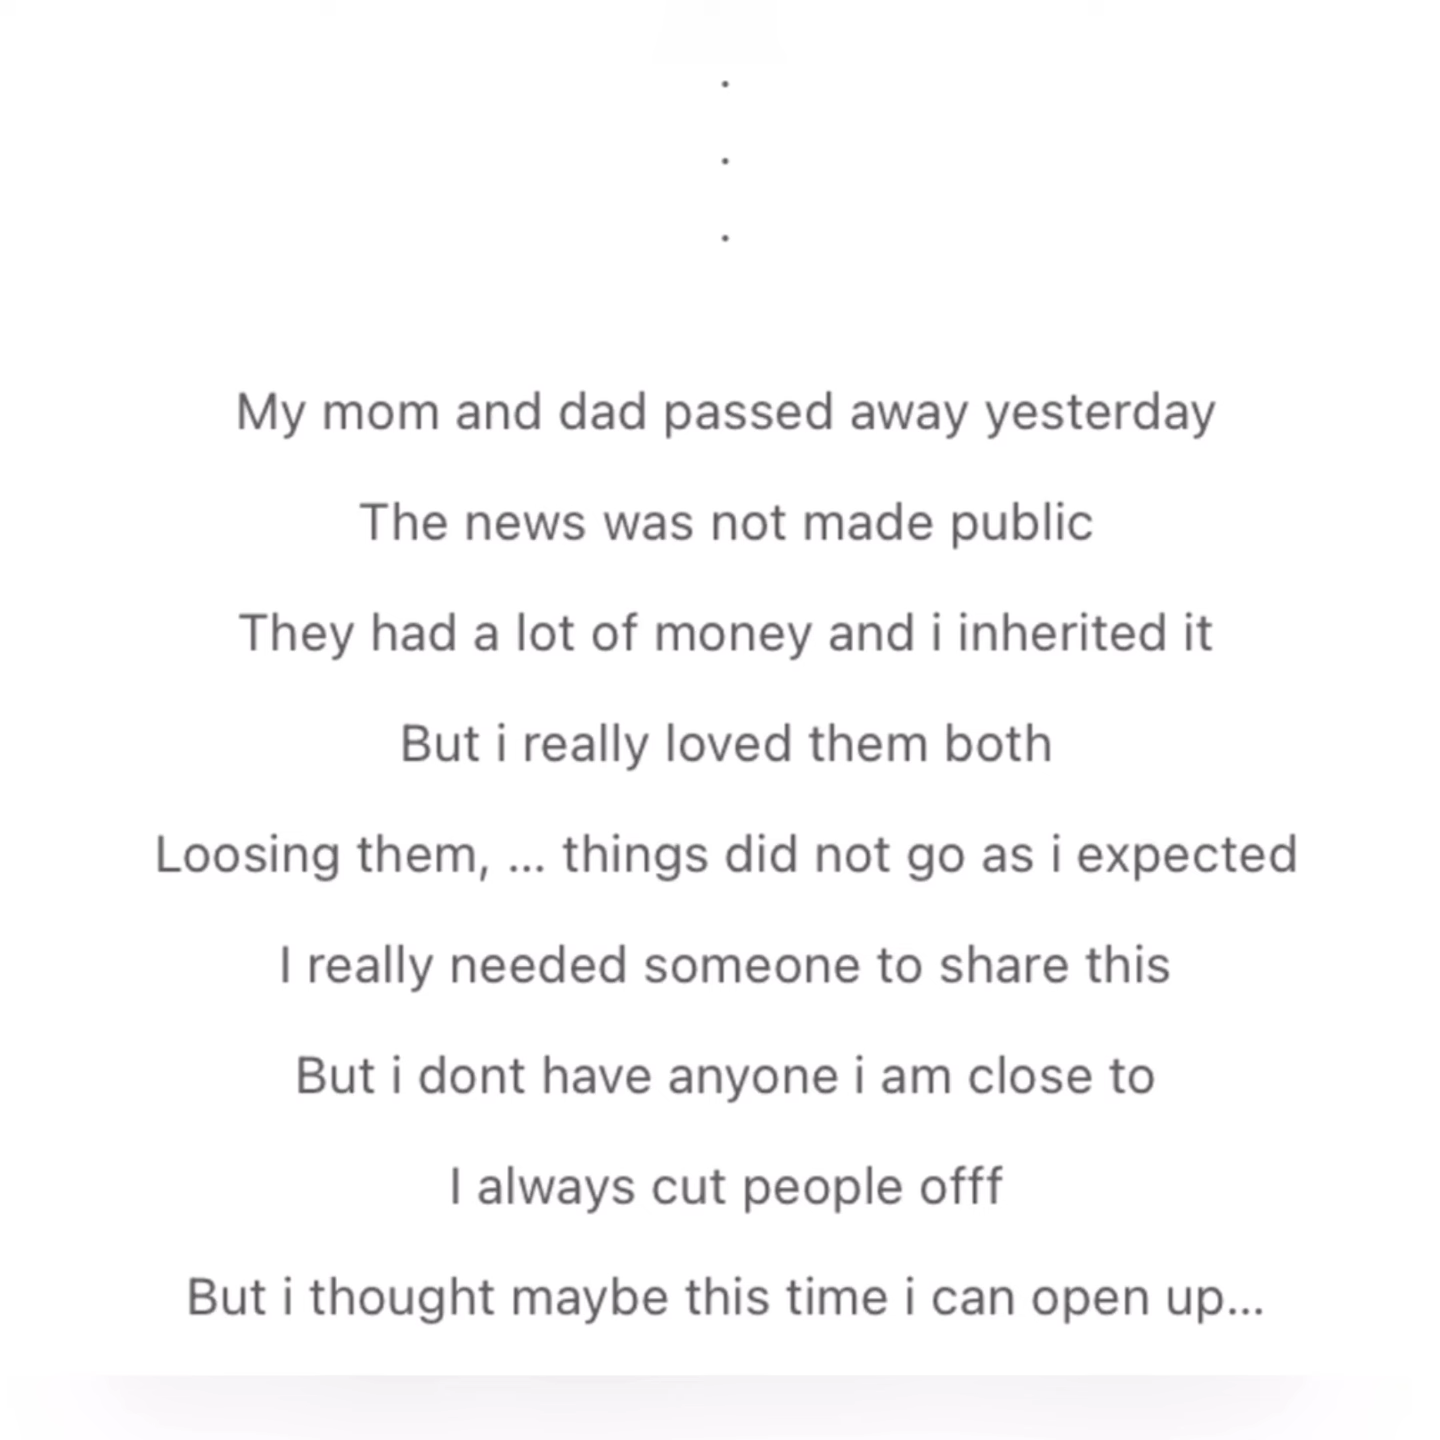 .
.
.
My mom and dad passed away yesterday
The news was not made public
They had a lot of money and i inherited it
But i really loved them both
Loosing them, ... things did not go as i expected
I really needed someone to share this
But i dont have anyone i am close to
I always cut people offf
But i thought maybe this time i can open up...